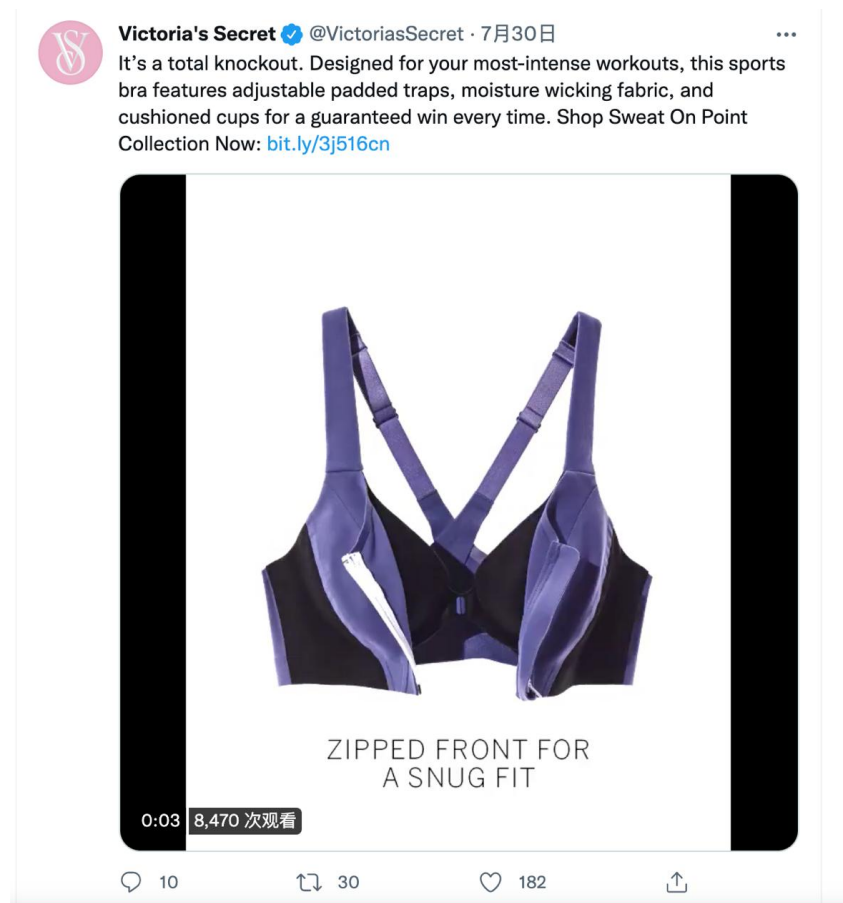 Victoria's Secret @VictoriasSecret · 7月30日
It's a total knockout. Designed for your most-intense workouts, this sports
bra features adjustable padded traps, moisture wicking fabric, and
cushioned cups for a guaranteed win every time. Shop Sweat On Point
Collection Now: bit.ly/3j516cn
ZIPPED FRONT FOR
A SNUG FIT
0:03 8,470 次观看
10 30 182